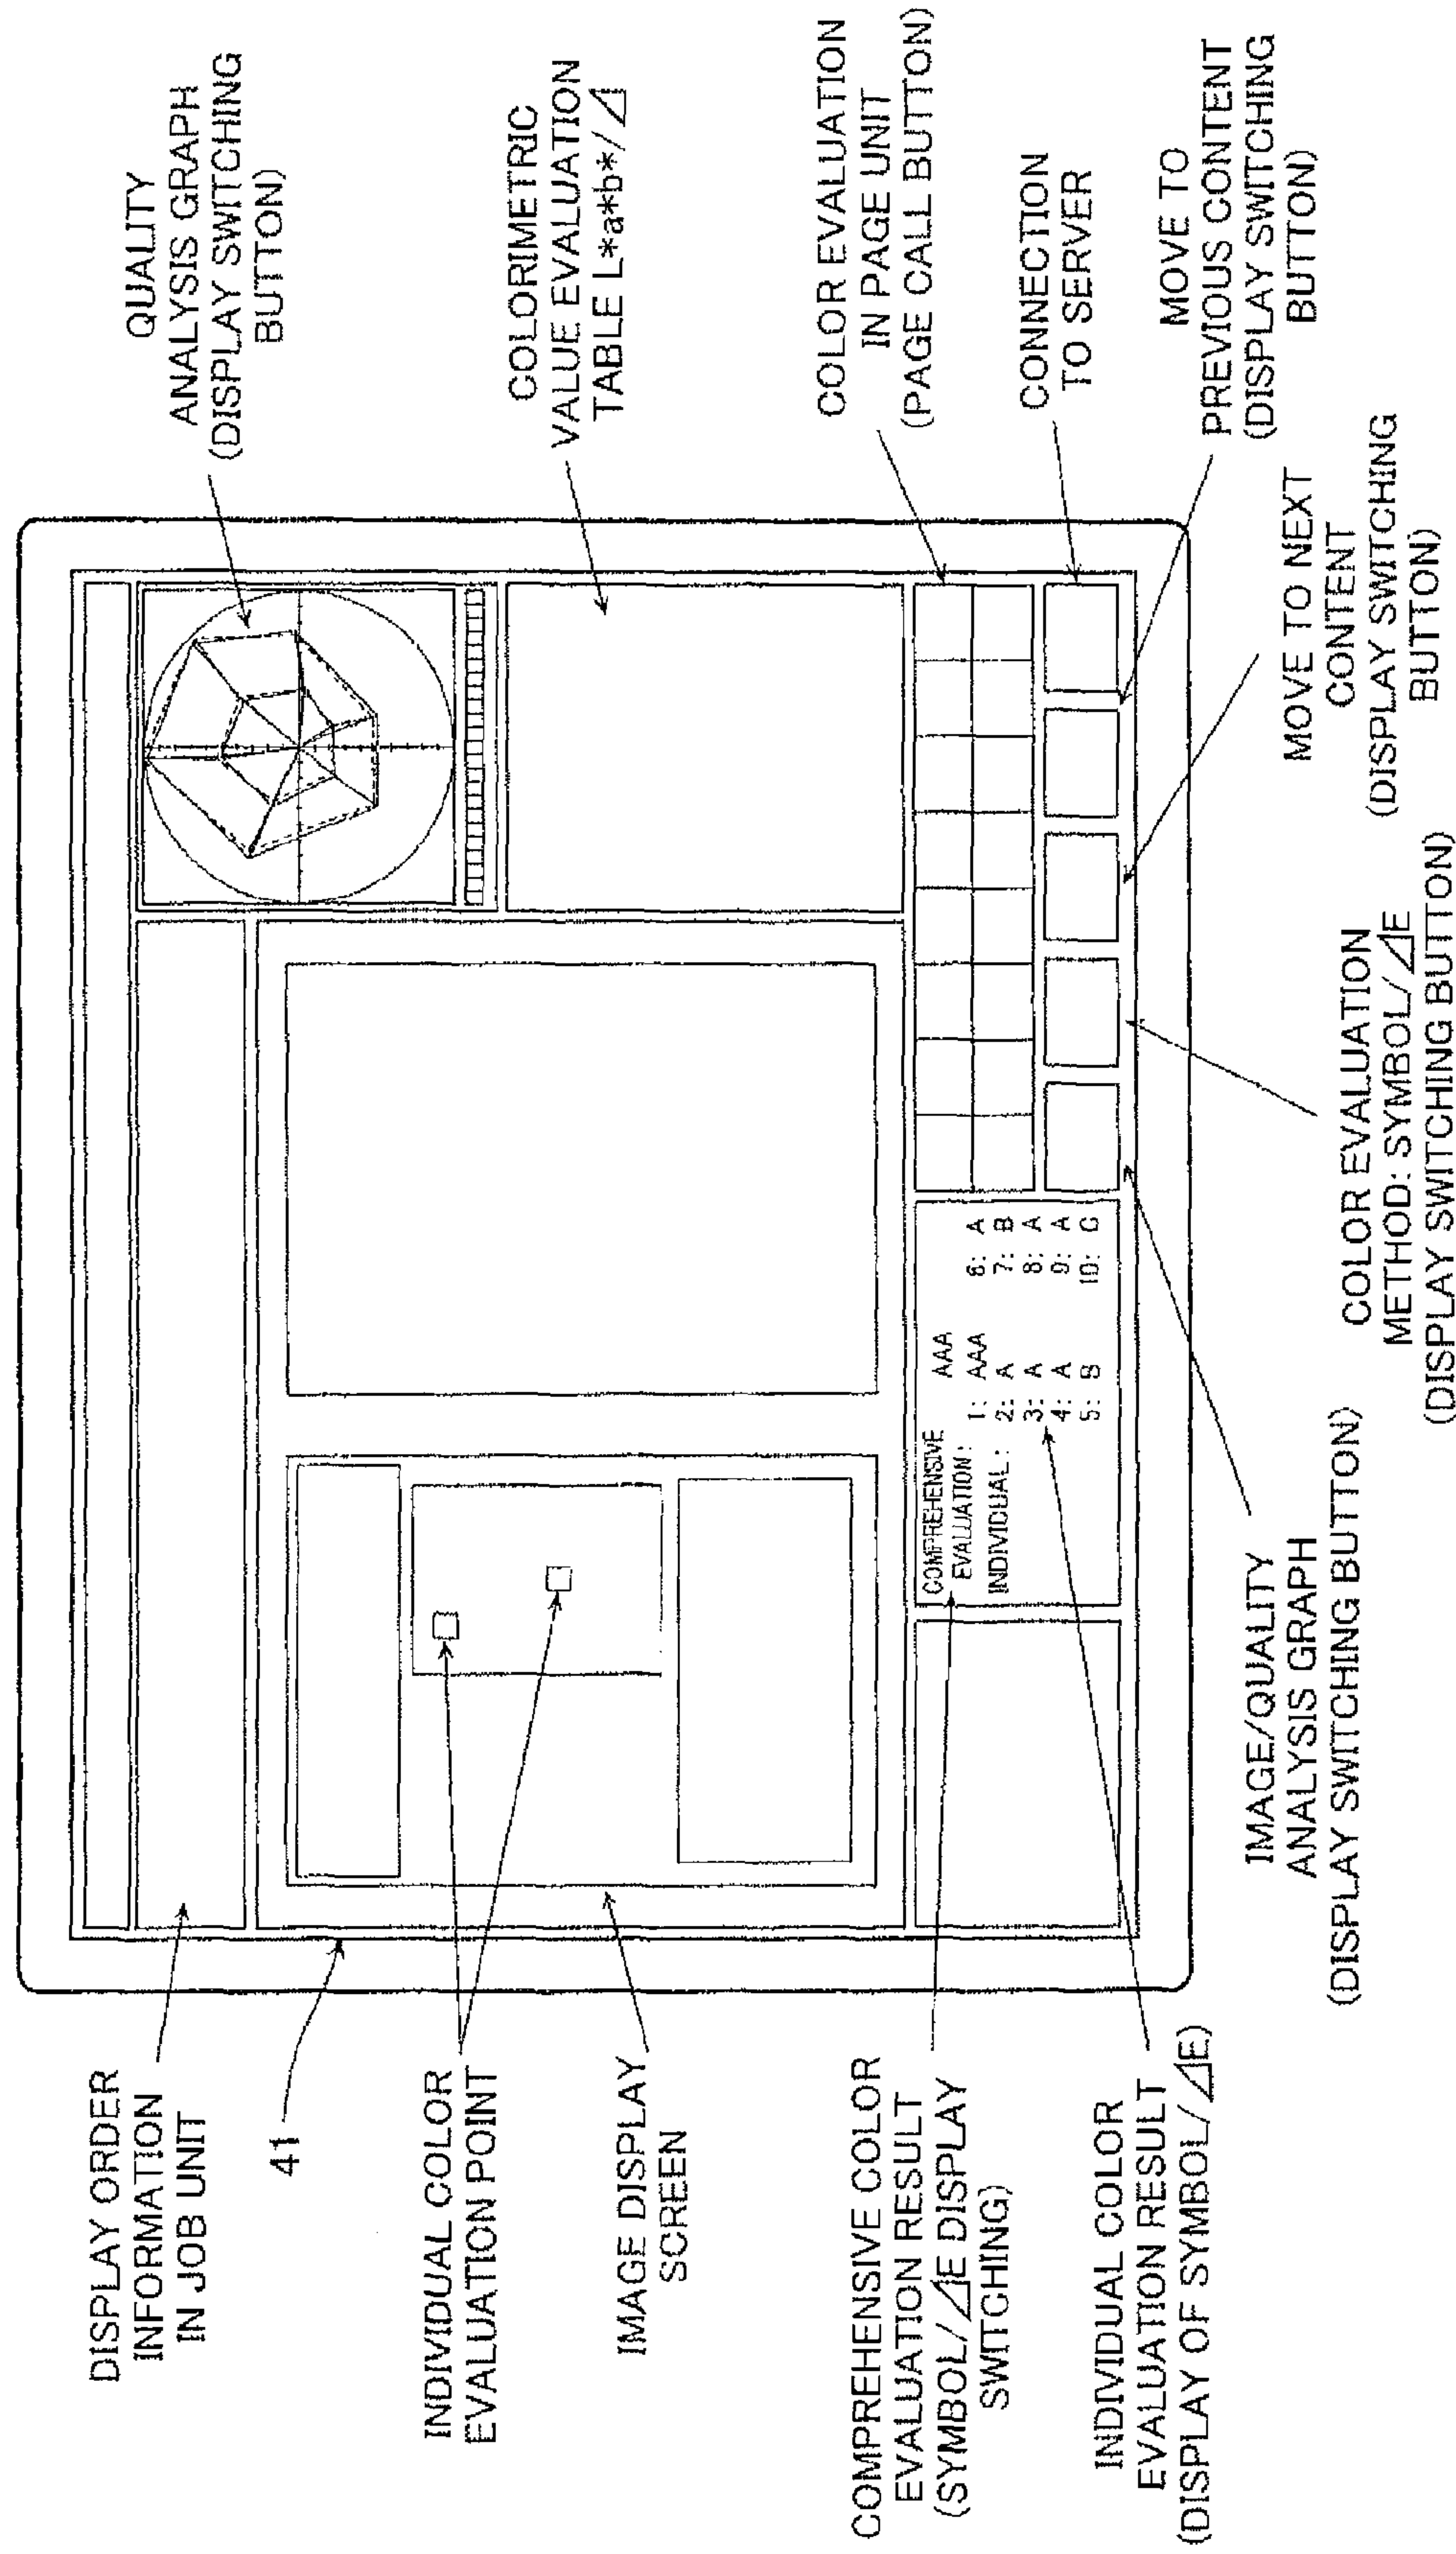 QUALITY
ANALYSIS GRAPH
(DISPLAY SWITCHING
BUTTON)
COLORIMETRIC
VALUE EVALUATION
TABLE L*a*b*/⊿
COLOR EVALUATION
IN PAGE UNIT
(PAGE CALL BUTTON)
CONNECTION
TO SERVER
MOVE TO
PREVIOUS CONTENT
(DISPLAY SWITCHING
BUTTON)
MOVE TO NEXT
CONTENT
(DISPLAY SWITCHING
BUTTON)
COLOR EVALUATION
METHOD: SYMBOL/⊿E
(DISPLAY SWITCHING BUTTON)
IMAGE/QUALITY
ANALYSIS GRAPH
(DISPLAY SWITCHING BUTTON)
COMPREHENSIVE
EVALUATION: AAA
INDIVIDUAL: 1: AAA 6: A
2: A 7: B
3: A 8: A
4: A 9: A
5: B 10: C
DISPLAY ORDER
INFORMATION
IN JOB UNIT
41
INDIVIDUAL COLOR
EVALUATION POINT
IMAGE DISPLAY
SCREEN
COMPREHENSIVE COLOR
EVALUATION RESULT
(SYMBOL/⊿E DISPLAY
SWITCHING)
INDIVIDUAL COLOR
EVALUATION RESULT
(DISPLAY OF SYMBOL/⊿E)